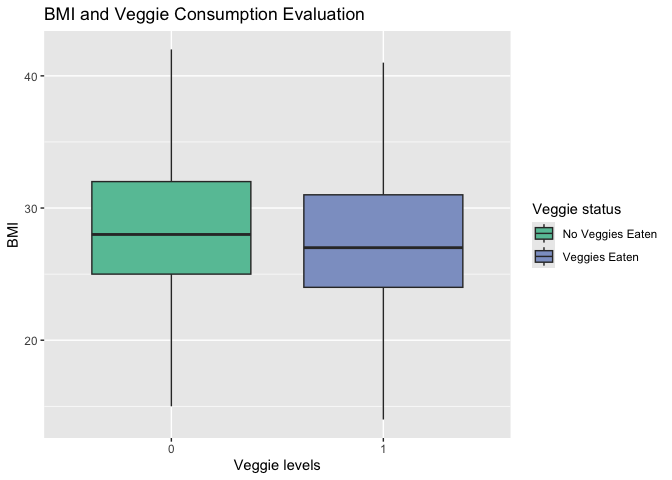 BMI and Veggie Consumption Evaluation
40
30
20
BMI
0
1
Veggie levels
Veggie status
No Veggies Eaten
Veggies Eaten